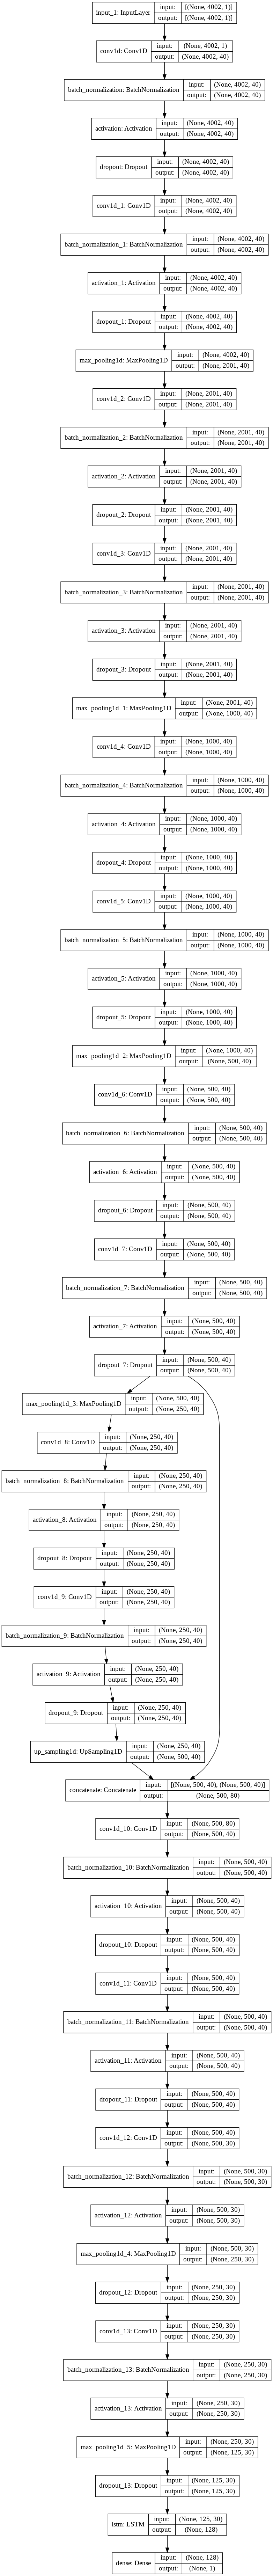 input_1: InputLayer input: [(None, 4002, 1)]
output: [(None, 4002, 1)]
conv1d: Conv1D input: (None, 4002, 1)
output: (None, 4002, 40)
batch_normalization: BatchNormalization input: (None, 4002, 40)
output: (None, 4002, 40)
activation: Activation input: (None, 4002, 40)
output: (None, 4002, 40)
dropout: Dropout input: (None, 4002, 40)
output: (None, 4002, 40)
conv1d_1: Conv1D input: (None, 4002, 40)
output: (None, 4002, 40)
batch_normalization_1: BatchNormalization input: (None, 4002, 40)
output: (None, 4002, 40)
activation_1: Activation input: (None, 4002, 40)
output: (None, 4002, 40)
dropout_1: Dropout input: (None, 4002, 40)
output: (None, 4002, 40)
max_pooling1d: MaxPooling1D input: (None, 4002, 40)
output: (None, 2001, 40)
conv1d_2: Conv1D input: (None, 2001, 40)
output: (None, 2001, 40)
batch_normalization_2: BatchNormalization input: (None, 2001, 40)
output: (None, 2001, 40)
activation_2: Activation input: (None, 2001, 40)
output: (None, 2001, 40)
dropout_2: Dropout input: (None, 2001, 40)
output: (None, 2001, 40)
conv1d_3: Conv1D input: (None, 2001, 40)
output: (None, 2001, 40)
batch_normalization_3: BatchNormalization input: (None, 2001, 40)
output: (None, 2001, 40)
activation_3: Activation input: (None, 2001, 40)
output: (None, 2001, 40)
dropout_3: Dropout input: (None, 2001, 40)
output: (None, 2001, 40)
max_pooling1d_1: MaxPooling1D input: (None, 2001, 40)
output: (None, 1000, 40)
conv1d_4: Conv1D input: (None, 1000, 40)
output: (None, 1000, 40)
batch_normalization_4: BatchNormalization input: (None, 1000, 40)
output: (None, 1000, 40)
activation_4: Activation input: (None, 1000, 40)
output: (None, 1000, 40)
dropout_4: Dropout input: (None, 1000, 40)
output: (None, 1000, 40)
conv1d_5: Conv1D input: (None, 1000, 40)
output: (None, 1000, 40)
batch_normalization_5: BatchNormalization input: (None, 1000, 40)
output: (None, 1000, 40)
activation_5: Activation input: (None, 1000, 40)
output: (None, 1000, 40)
dropout_5: Dropout input: (None, 1000, 40)
output: (None, 1000, 40)
max_pooling1d_2: MaxPooling1D input: (None, 1000, 40)
output: (None, 500, 40)
conv1d_6: Conv1D input: (None, 500, 40)
output: (None, 500, 40)
batch_normalization_6: BatchNormalization input: (None, 500, 40)
output: (None, 500, 40)
activation_6: Activation input: (None, 500, 40)
output: (None, 500, 40)
dropout_6: Dropout input: (None, 500, 40)
output: (None, 500, 40)
conv1d_7: Conv1D input: (None, 500, 40)
output: (None, 500, 40)
batch_normalization_7: BatchNormalization input: (None, 500, 40)
output: (None, 500, 40)
activation_7: Activation input: (None, 500, 40)
output: (None, 500, 40)
dropout_7: Dropout input: (None, 500, 40)
output: (None, 500, 40)
max_pooling1d_3: MaxPooling1D input: (None, 500, 40)
output: (None, 250, 40)
conv1d_8: Conv1D input: (None, 250, 40)
output: (None, 250, 40)
batch_normalization_8: BatchNormalization input: (None, 250, 40)
output: (None, 250, 40)
activation_8: Activation input: (None, 250, 40)
output: (None, 250, 40)
dropout_8: Dropout input: (None, 250, 40)
output: (None, 250, 40)
conv1d_9: Conv1D input: (None, 250, 40)
output: (None, 250, 40)
batch_normalization_9: BatchNormalization input: (None, 250, 40)
output: (None, 250, 40)
activation_9: Activation input: (None, 250, 40)
output: (None, 250, 40)
dropout_9: Dropout input: (None, 250, 40)
output: (None, 250, 40)
up_sampling1d: UpSampling1D input: (None, 250, 40)
output: (None, 500, 40)
concatenate: Concatenate input: [(None, 500, 40), (None, 500, 40)]
output: (None, 500, 80)
conv1d_10: Conv1D input: (None, 500, 80)
output: (None, 500, 40)
batch_normalization_10: BatchNormalization input: (None, 500, 40)
output: (None, 500, 40)
activation_10: Activation input: (None, 500, 40)
output: (None, 500, 40)
dropout_10: Dropout input: (None, 500, 40)
output: (None, 500, 40)
conv1d_11: Conv1D input: (None, 500, 40)
output: (None, 500, 40)
batch_normalization_11: BatchNormalization input: (None, 500, 40)
output: (None, 500, 40)
activation_11: Activation input: (None, 500, 40)
output: (None, 500, 40)
dropout_11: Dropout input: (None, 500, 40)
output: (None, 500, 40)
conv1d_12: Conv1D input: (None, 500, 40)
output: (None, 500, 30)
batch_normalization_12: BatchNormalization input: (None, 500, 30)
output: (None, 500, 30)
activation_12: Activation input: (None, 500, 30)
output: (None, 500, 30)
max_pooling1d_4: MaxPooling1D input: (None, 500, 30)
output: (None, 250, 30)
dropout_12: Dropout input: (None, 250, 30)
output: (None, 250, 30)
conv1d_13: Conv1D input: (None, 250, 30)
output: (None, 250, 30)
batch_normalization_13: BatchNormalization input: (None, 250, 30)
output: (None, 250, 30)
activation_13: Activation input: (None, 250, 30)
output: (None, 250, 30)
max_pooling1d_5: MaxPooling1D input: (None, 250, 30)
output: (None, 125, 30)
dropout_13: Dropout input: (None, 125, 30)
output: (None, 125, 30)
lstm: LSTM input: (None, 125, 30)
output: (None, 128)
dense: Dense input: (None, 128)
output: (None, 1)